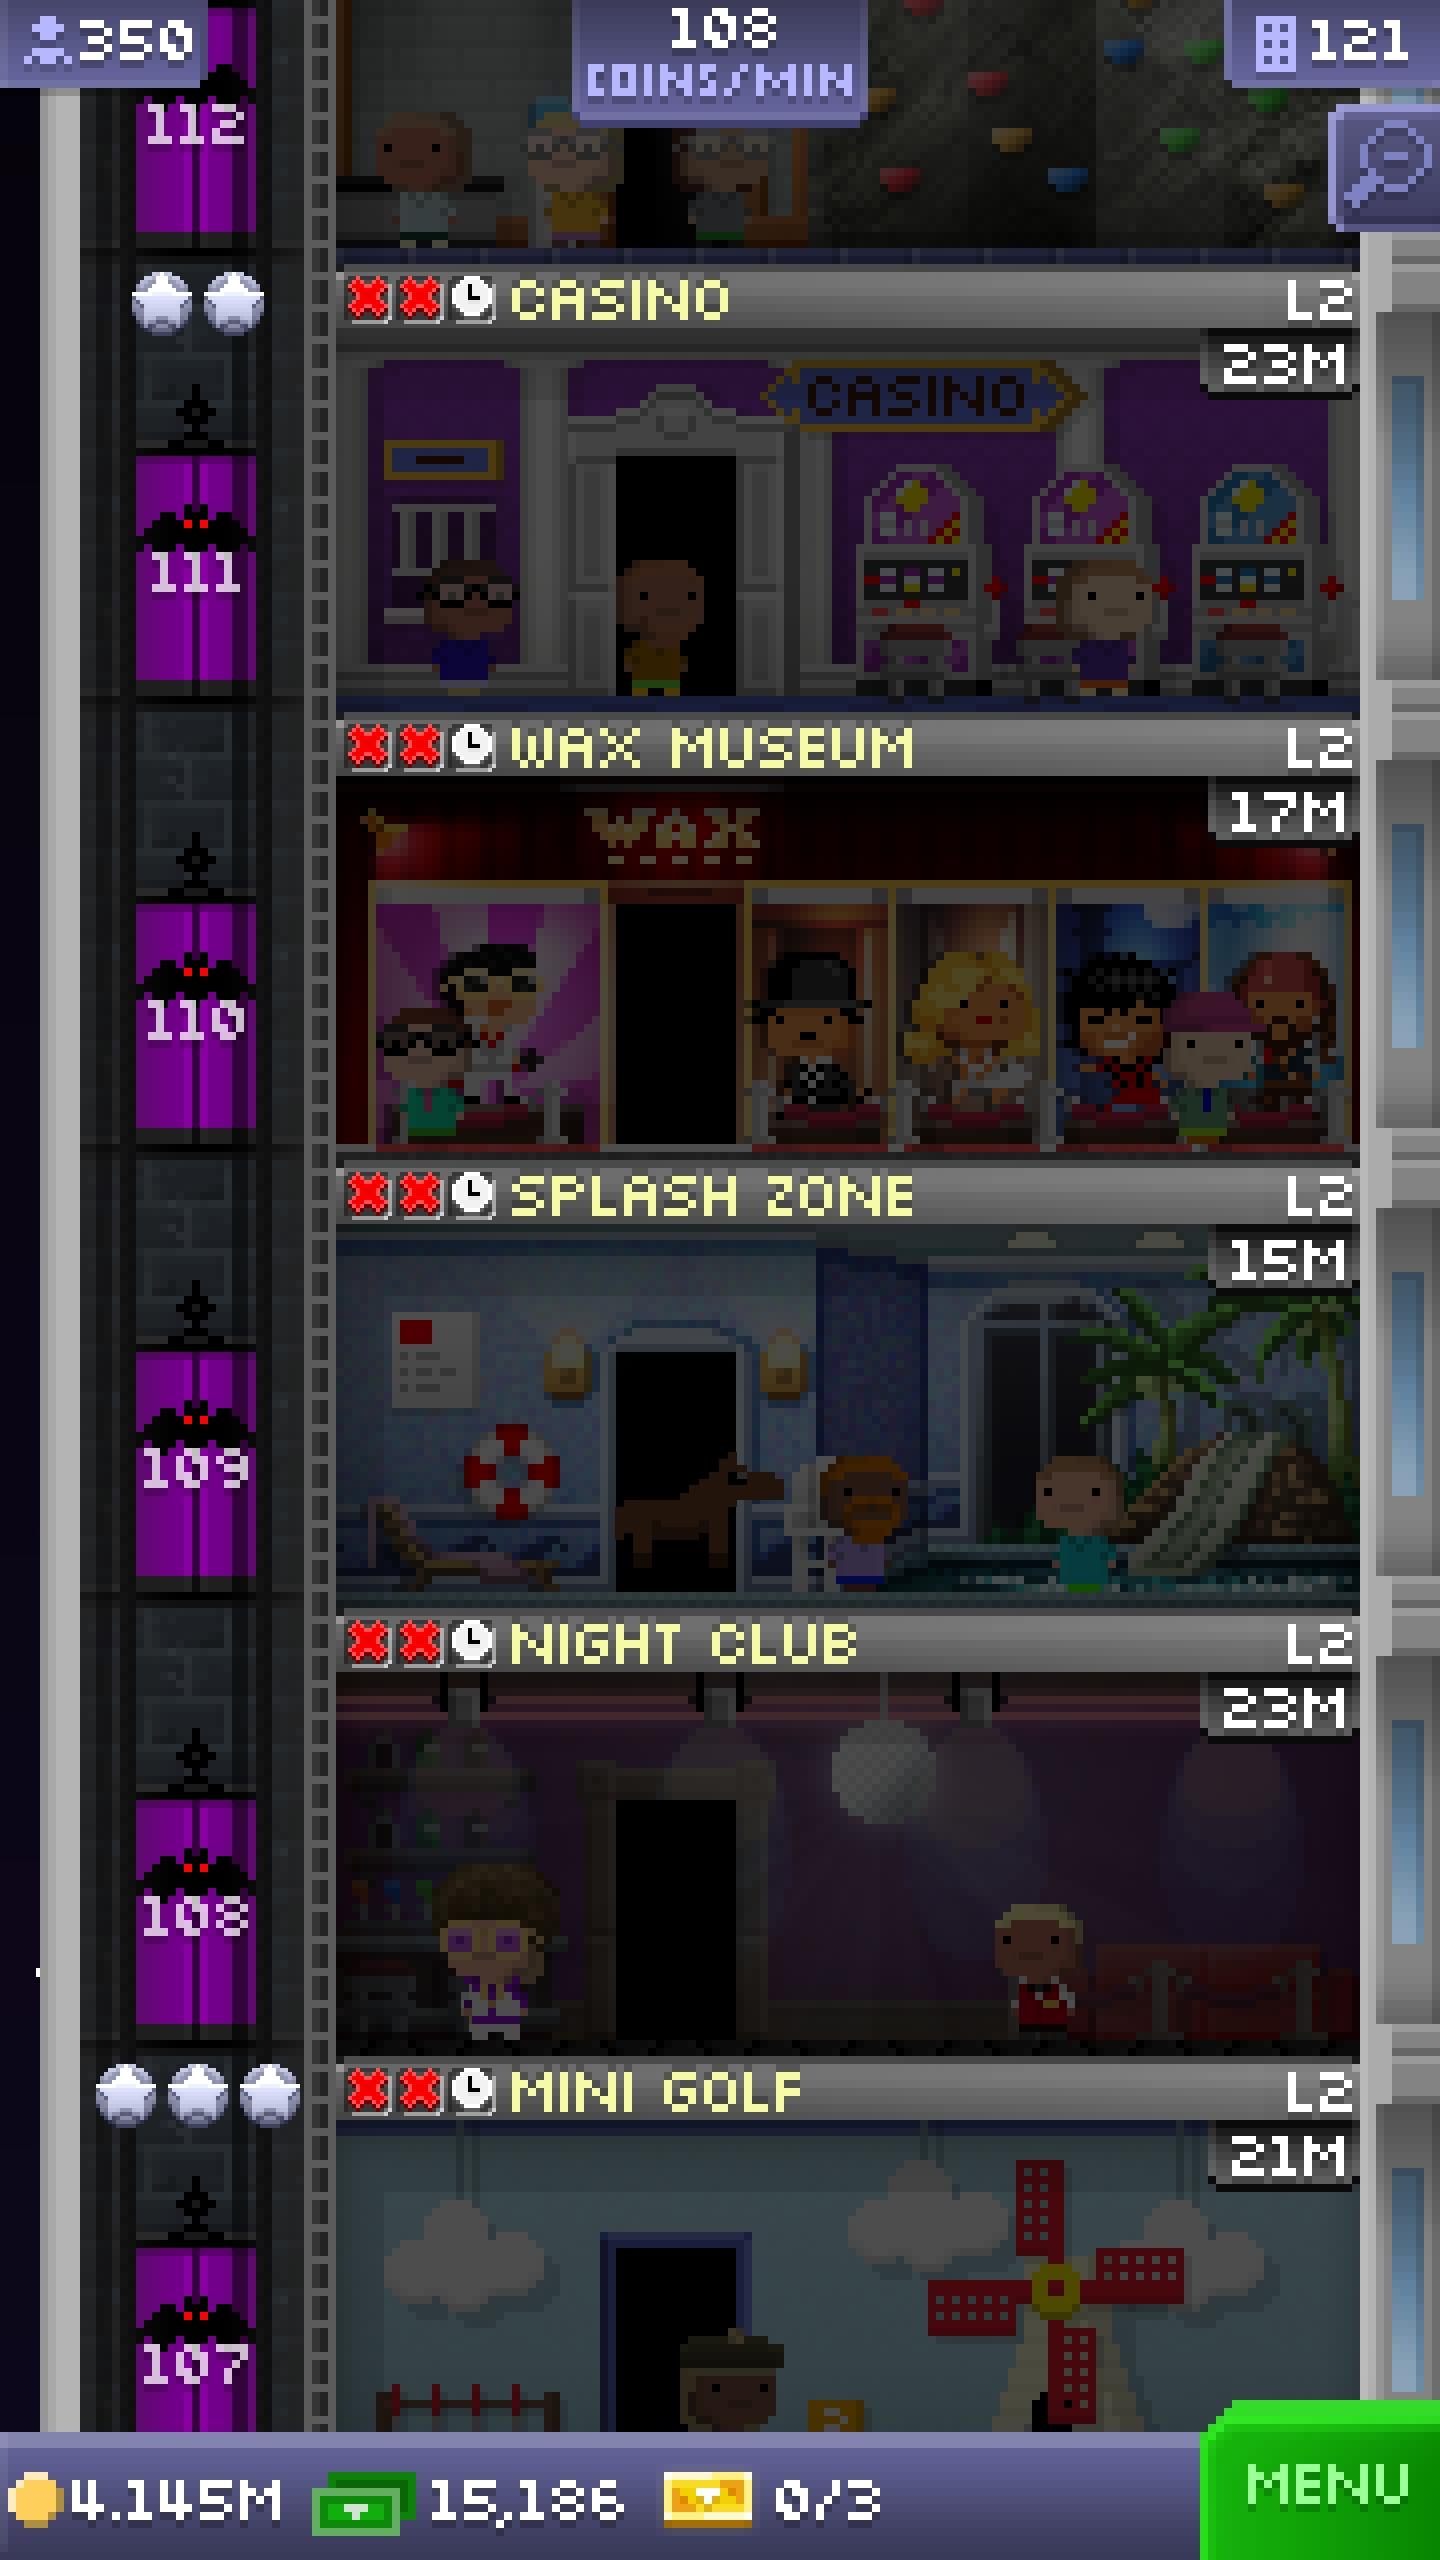 350
108
COINS/MIN
121
112
CASINO
L2
23M
CASINO
111
WAX MUSEUM
L2
17M
WAX
110
SPLASH ZONE
L2
15M
109
NIGHT CLUB
L2
23M
108
MINI GOLF
L2
21M
107
4.145M
15,186
0/3
MENU